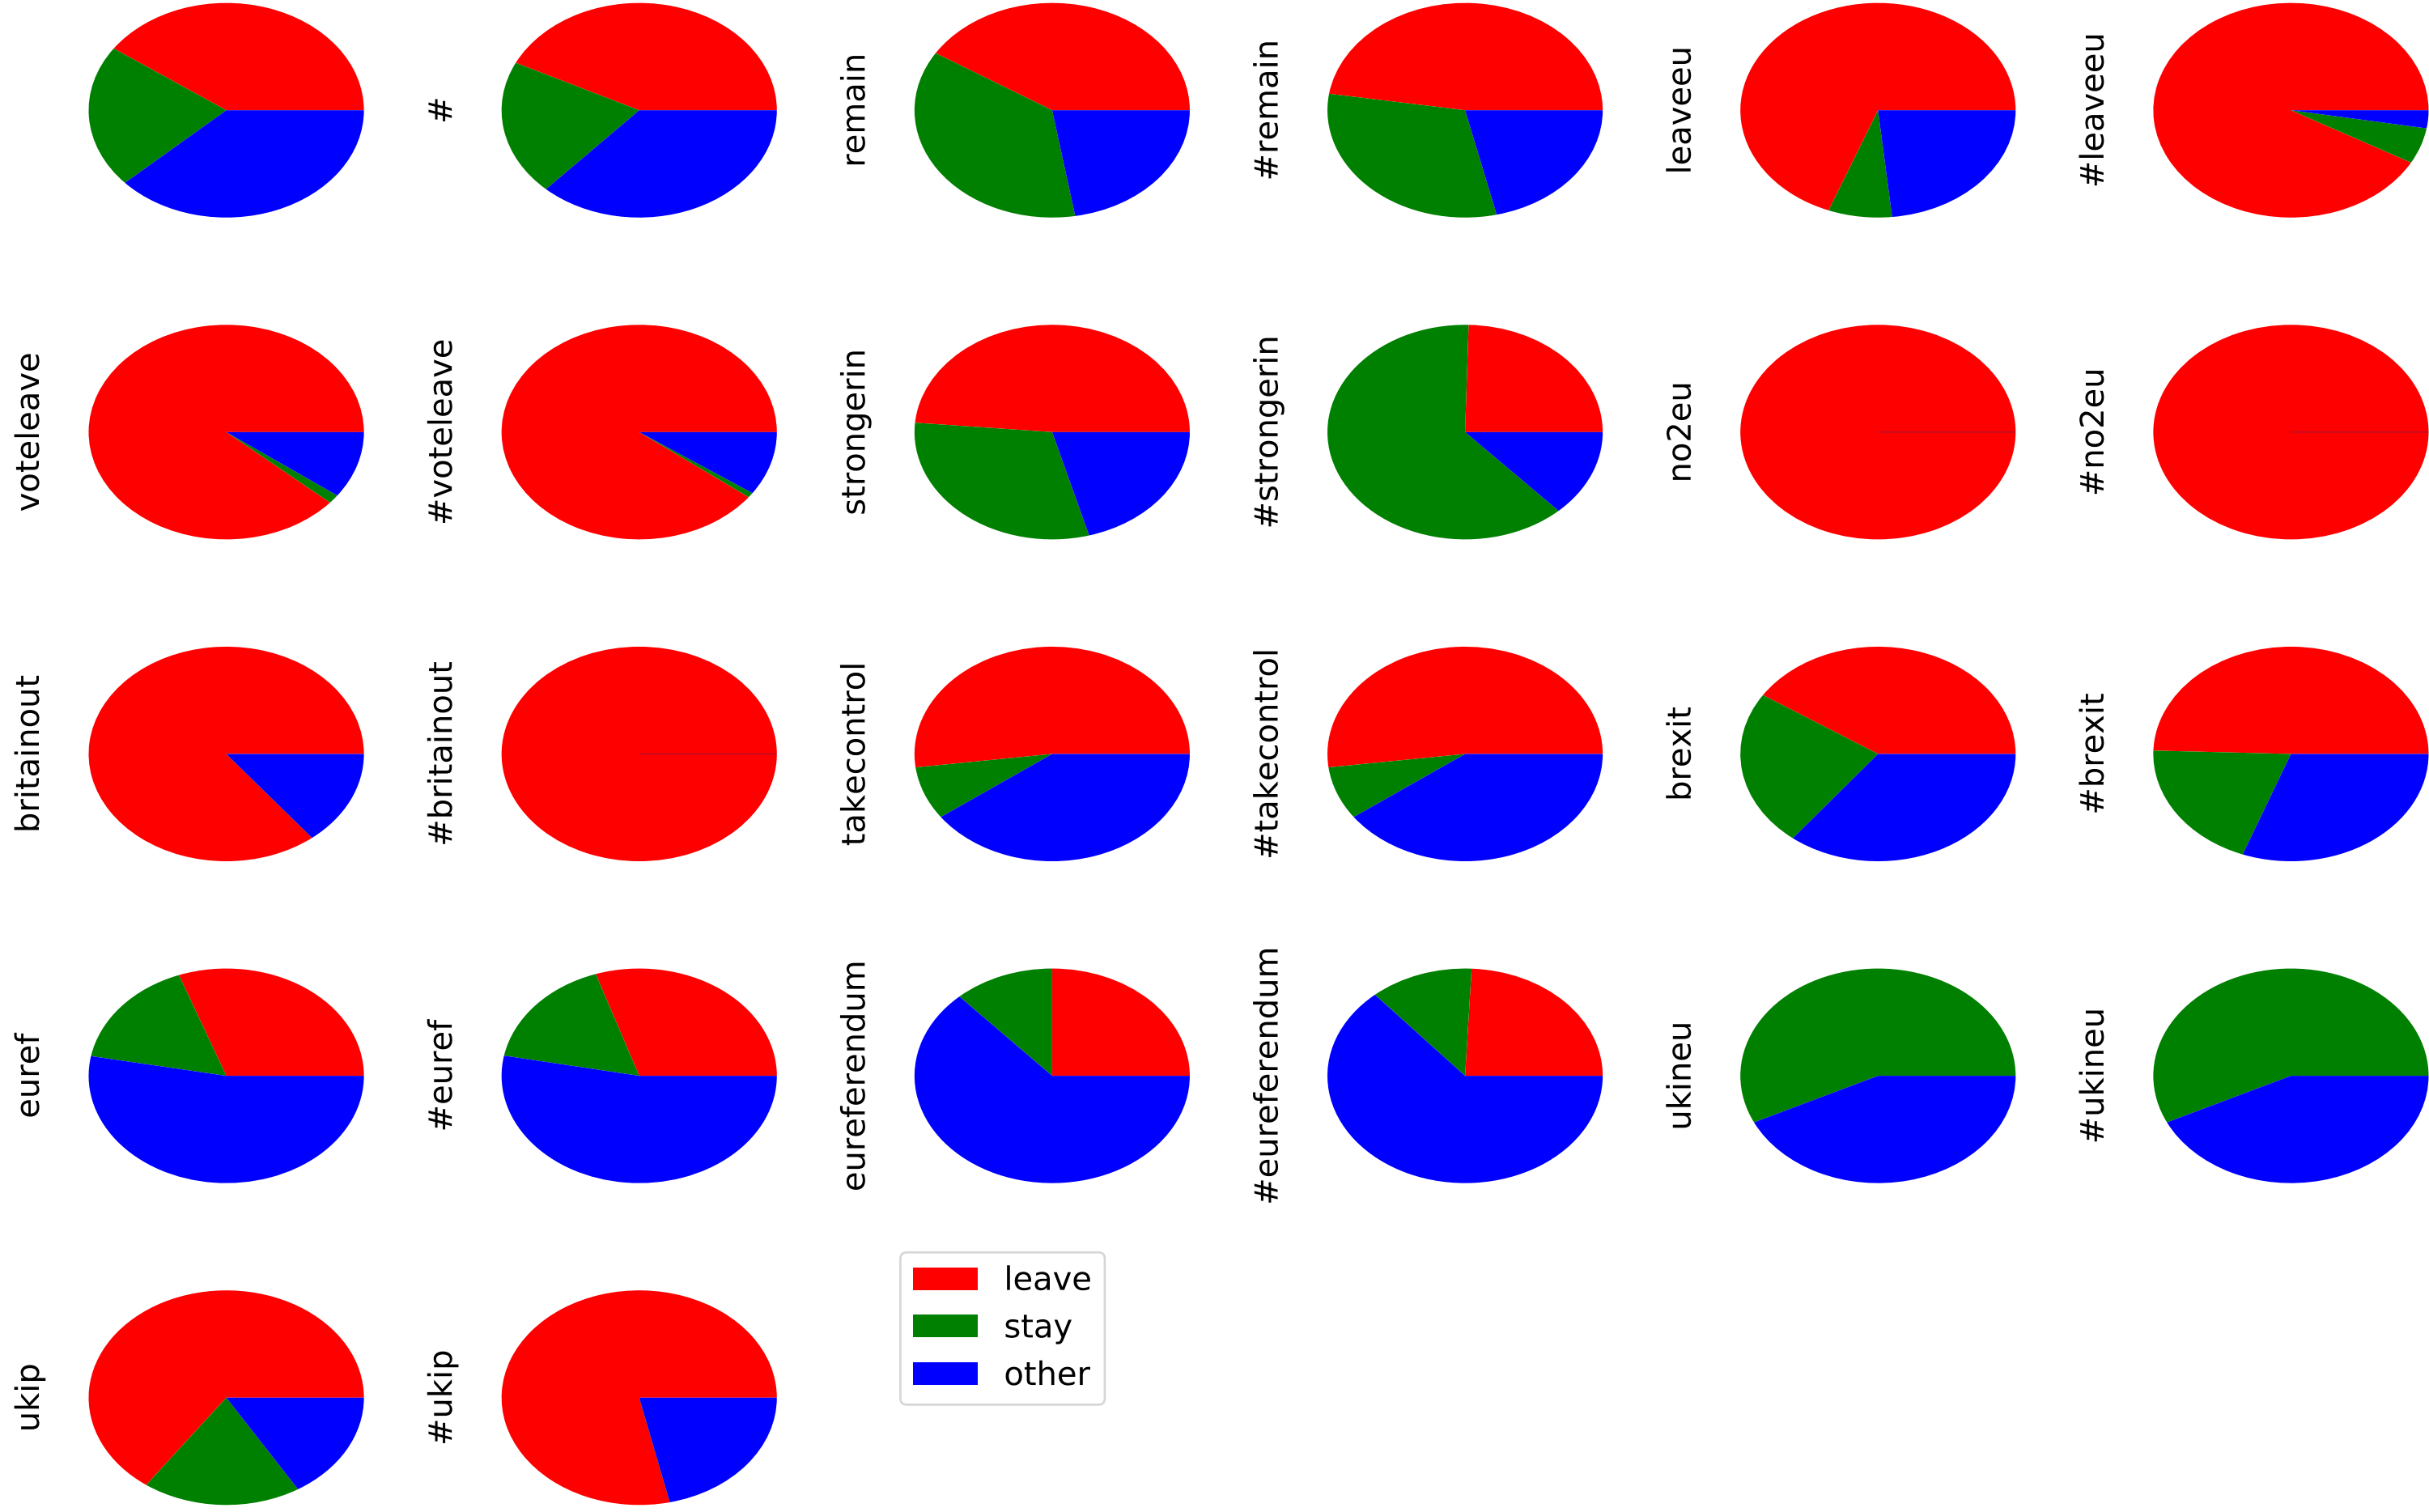 #
remain
#remain
leaveeu
#leaveeu
voteleave
#voteleave
strongerin
#strongerin
no2eu
#no2eu
britainout
#britainout
takecontrol
#takecontrol
brexit
#brexit
euref
#euref
eureferendum
#eureferendum
ukineu
#ukineu
ukip
#ukip
leave
stay
other